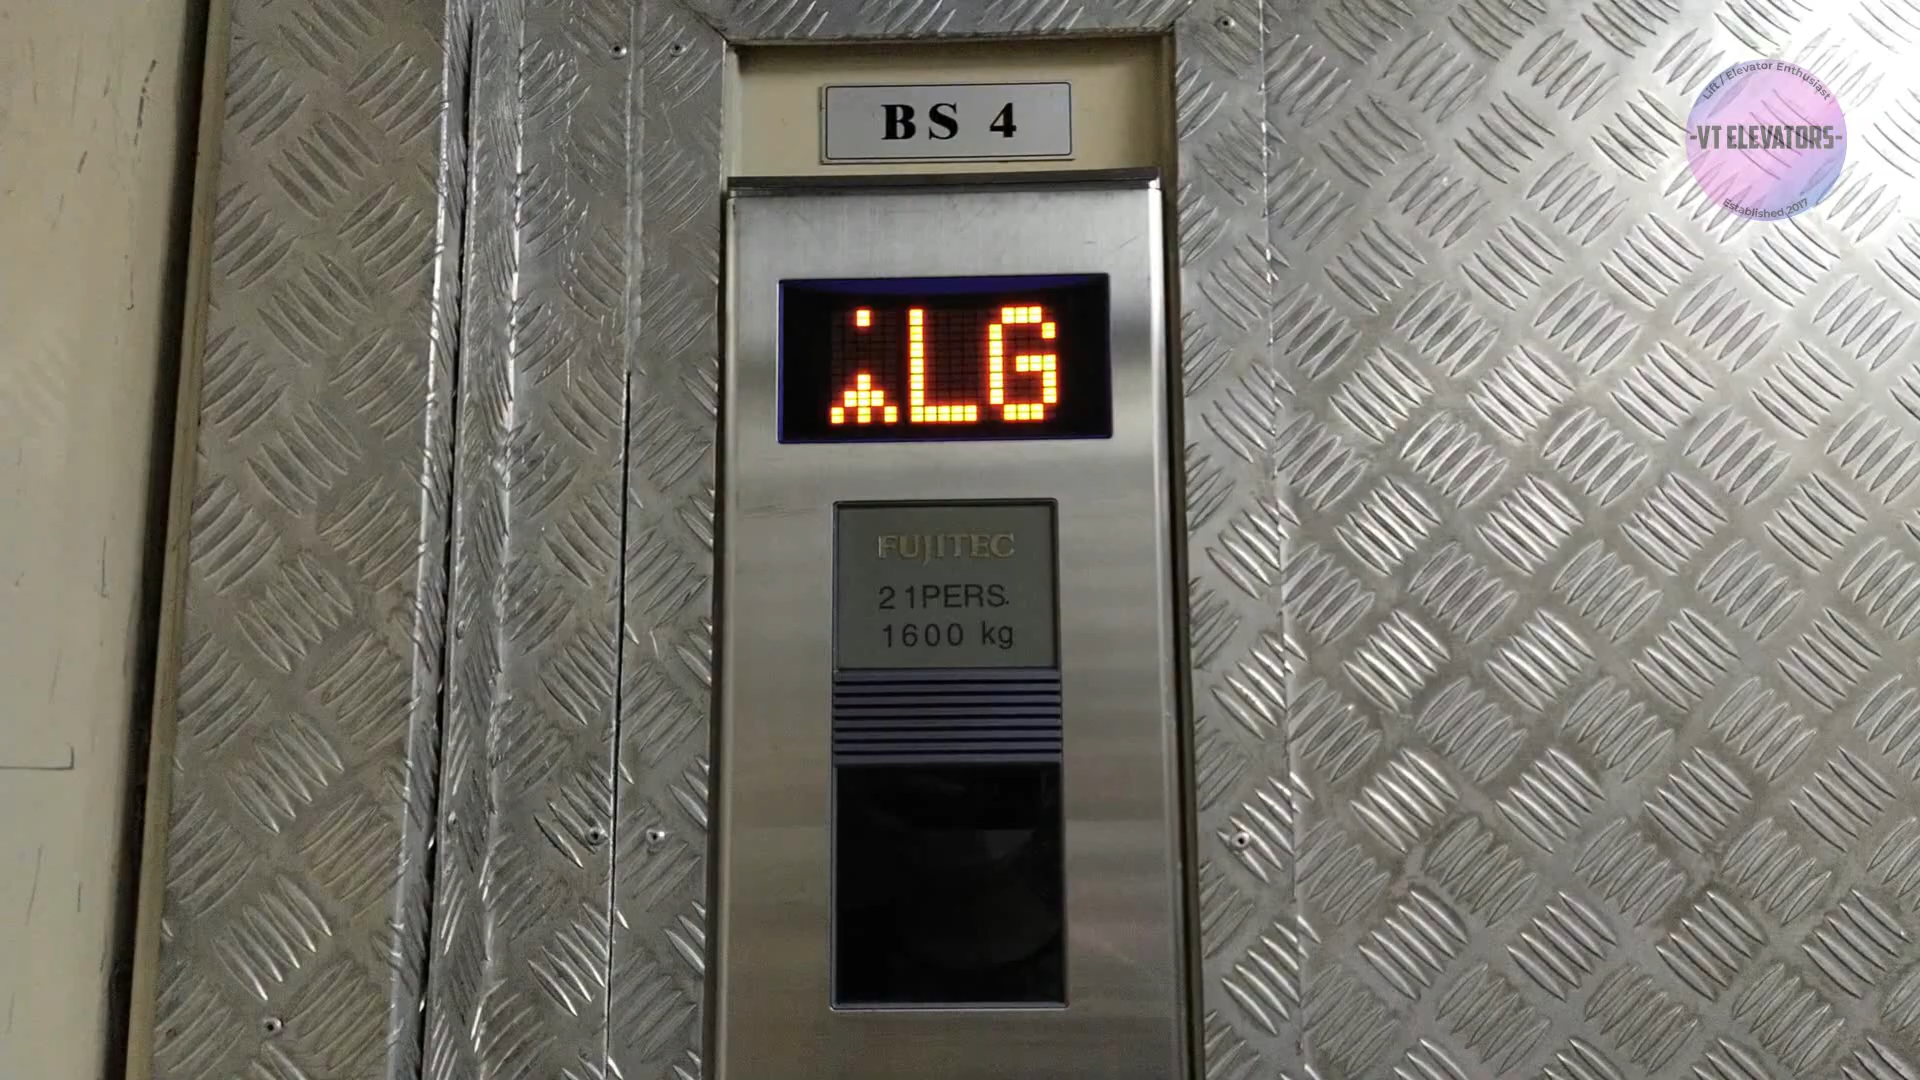 BS 4
Lift / Elevator Enthusiast
-VT ELEVATORS-
Established 2017
LG
FUJITEC
21PERS.
1600 kg